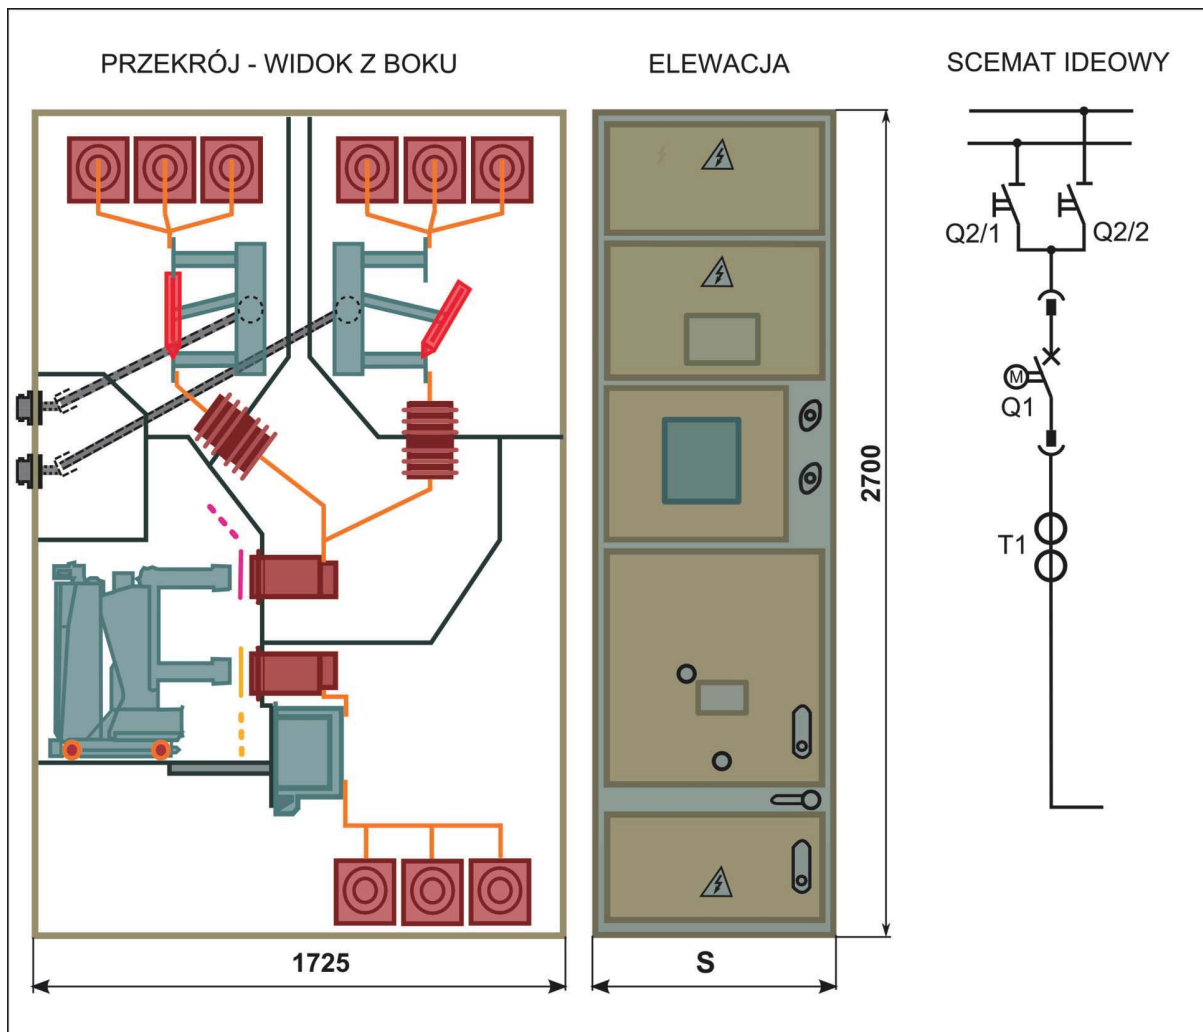 PRZEKRÓJ - WIDOK Z BOKU
ELEWACJA
SCEMAT IDEOWY
Q2/1
Q2/2
M
Q1
T1
2700
1725
S